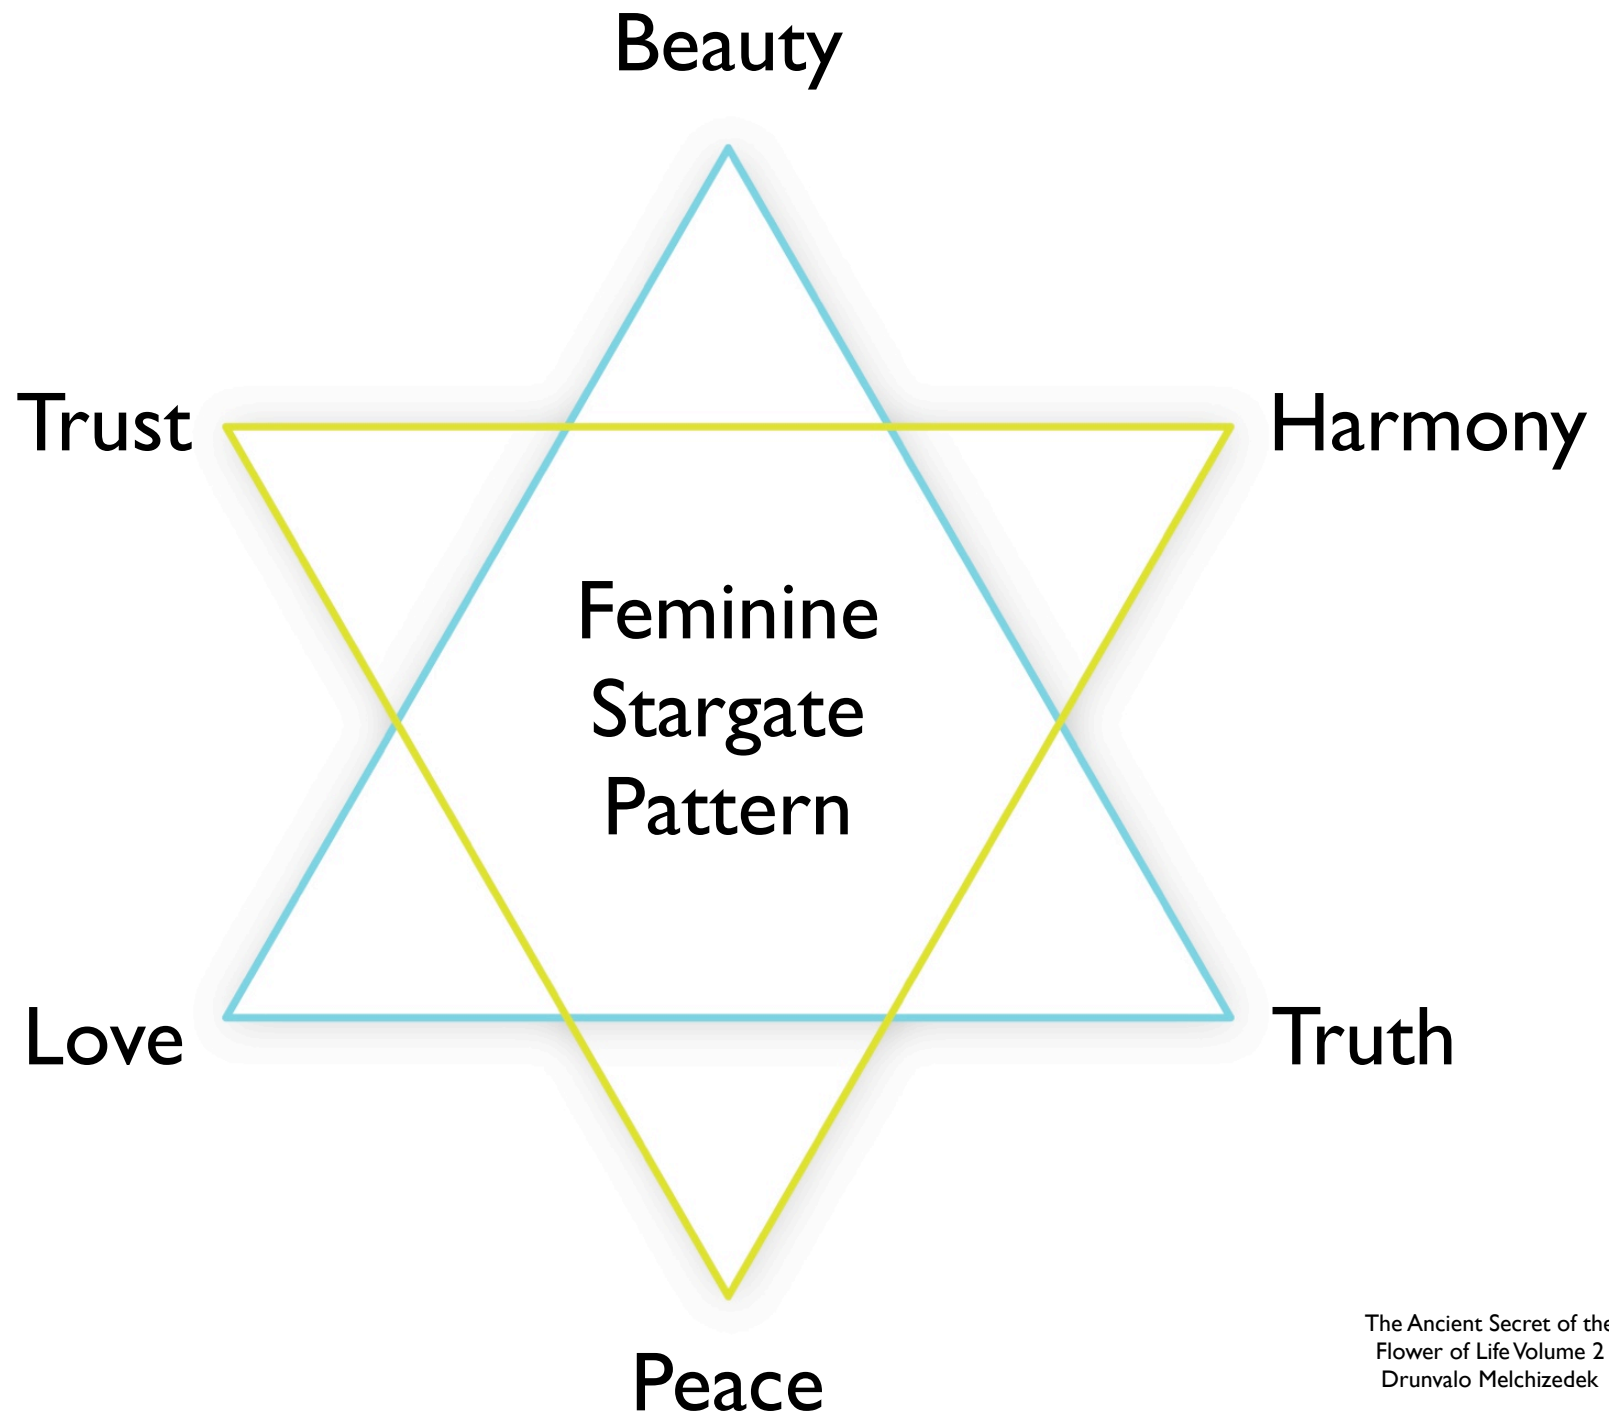 Beauty
Trust
Harmony
Feminine
Stargate
Pattern
Love
Truth
Peace
The Ancient Secret of the
Flower of Life Volume 2
Drunvalo Melchizedek